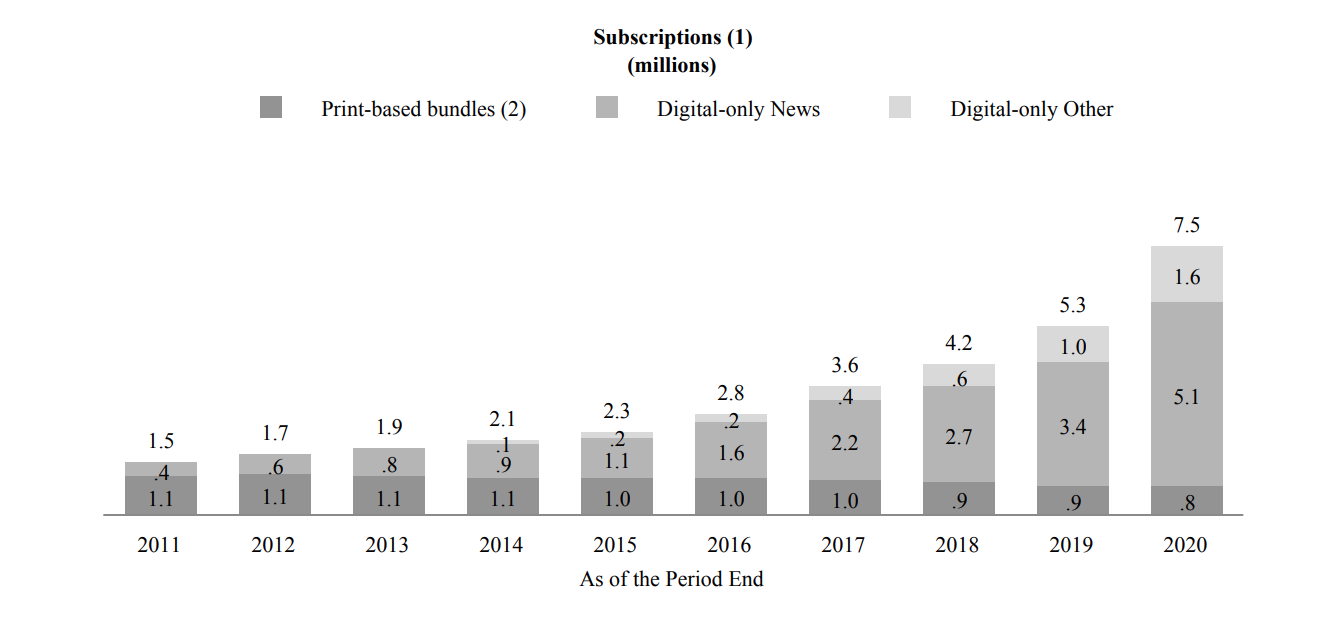 Subscriptions (1)
(millions)
Print-based bundles (2) Digital-only News Digital-only Other
7.5
1.6
5.3
4.2 1.0
3.6
.6
2.8 .4 5.1
2.3 .2
2.1
1.9 .2 3.4
1.7 .1 2.7
1.5 2.2
1.6
1.1
.8 .9
.6
.4
1.1 1.1 1.1 1.1 1.0 1.0 1.0 .9 .9 .8
2011 2012 2013 2014 2015 2016 2017 2018 2019 2020
As of the Period End